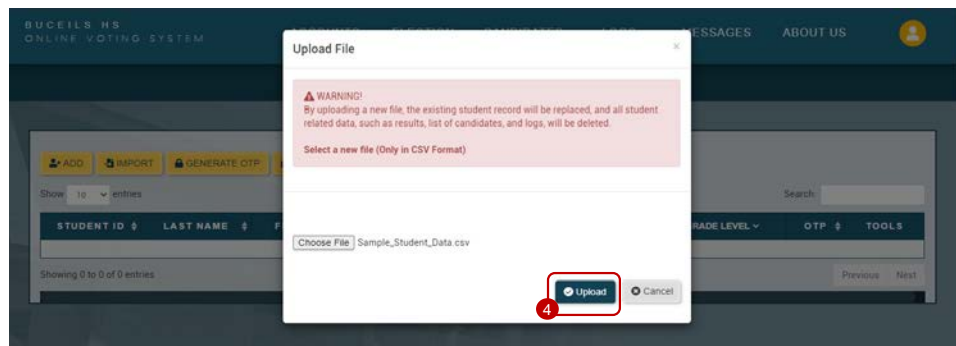 BUCEILS HS
ONLINE VOTING SYSTEM
MESSAGES
ABOUT US
Upload File
×
WARNING!
By uploading a new file, the existing student record will be replaced, and all student
related data, such as results, list of candidates, and logs, will be deleted.
Select a new file (Only in CSV Format)
ADD
IMPORT
GENERATE OTP
Show 10 entries
Search:
STUDENT ID
LAST NAME
RADE LEVEL
OTP
TOOLS
Choose File Sample_Student_Data.csv
Showing 0 to 0 of 0 entries
Previous Next
Upload
Cancel
4